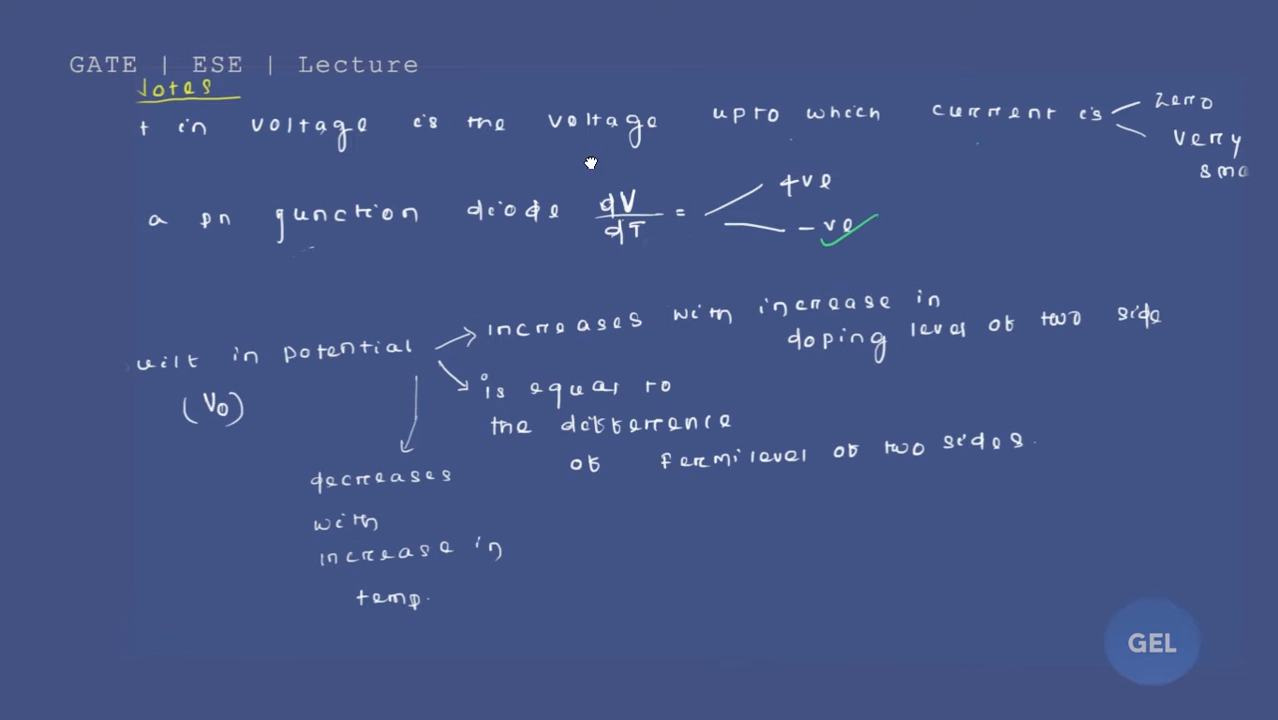 GATE | ESE | Lecture
Notes
t in voltage is the voltage upto which current is zero
very
sma
a pn junction diode dV/dT = +ve
-ve
increases with increase in
doping level of two side
uilt in potential
(V0)
is equal to
the difference
of fermi level of two sides.
decreases
with
increase in
temp.
GEL